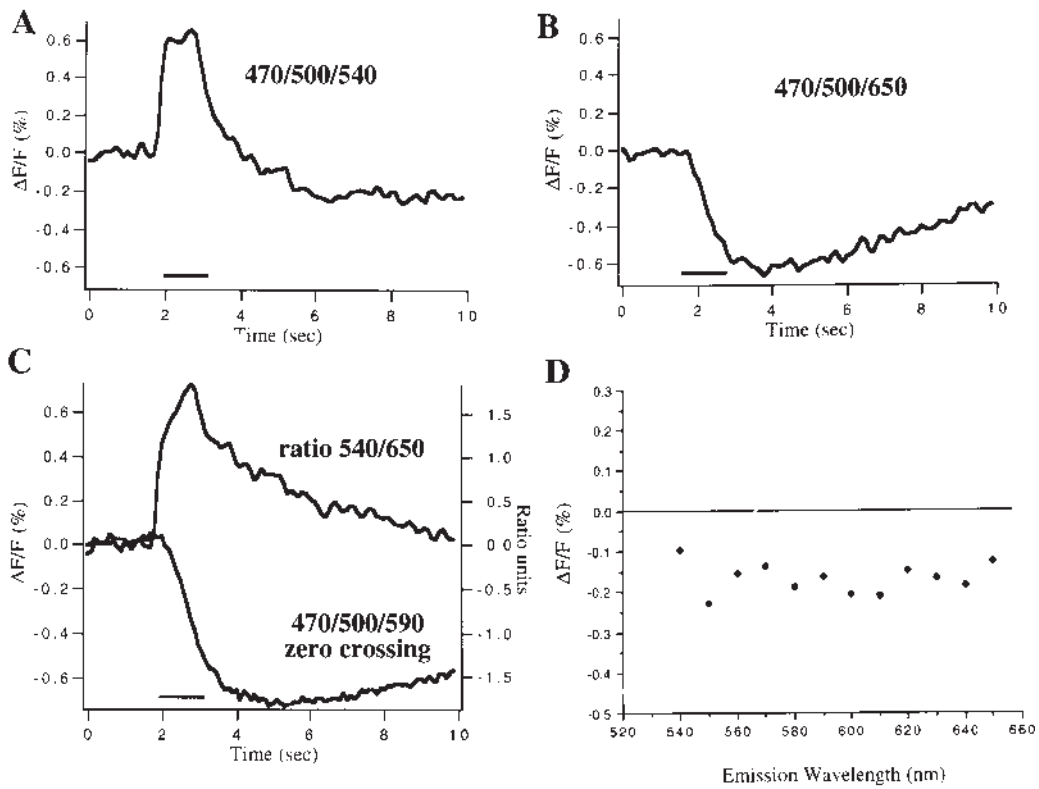 A
ΔF/F (%)
0.6
0.4
0.2
0.0
-0.2
-0.4
-0.6
470/500/540
0 2 4 6 8 10
Time (sec)
B
ΔF/F (%)
0.6
0.4
0.2
0.0
-0.2
-0.4
-0.6
470/500/650
0 2 4 6 8 10
Time (sec)
C
ΔF/F (%)
0.6
0.4
0.2
0.0
-0.2
-0.4
-0.6
ratio 540/650
470/500/590
zero crossing
1.5
1.0
0.5
0.0
-0.5
-1.0
-1.5
Ratio units
0 2 4 6 8 10
Time (sec)
D
ΔF/F (%)
0.3
0.2
0.1
0.0
-0.1
-0.2
-0.3
-0.4
-0.5
520 540 560 580 600 620 640 660
Emission Wavelength (nm)